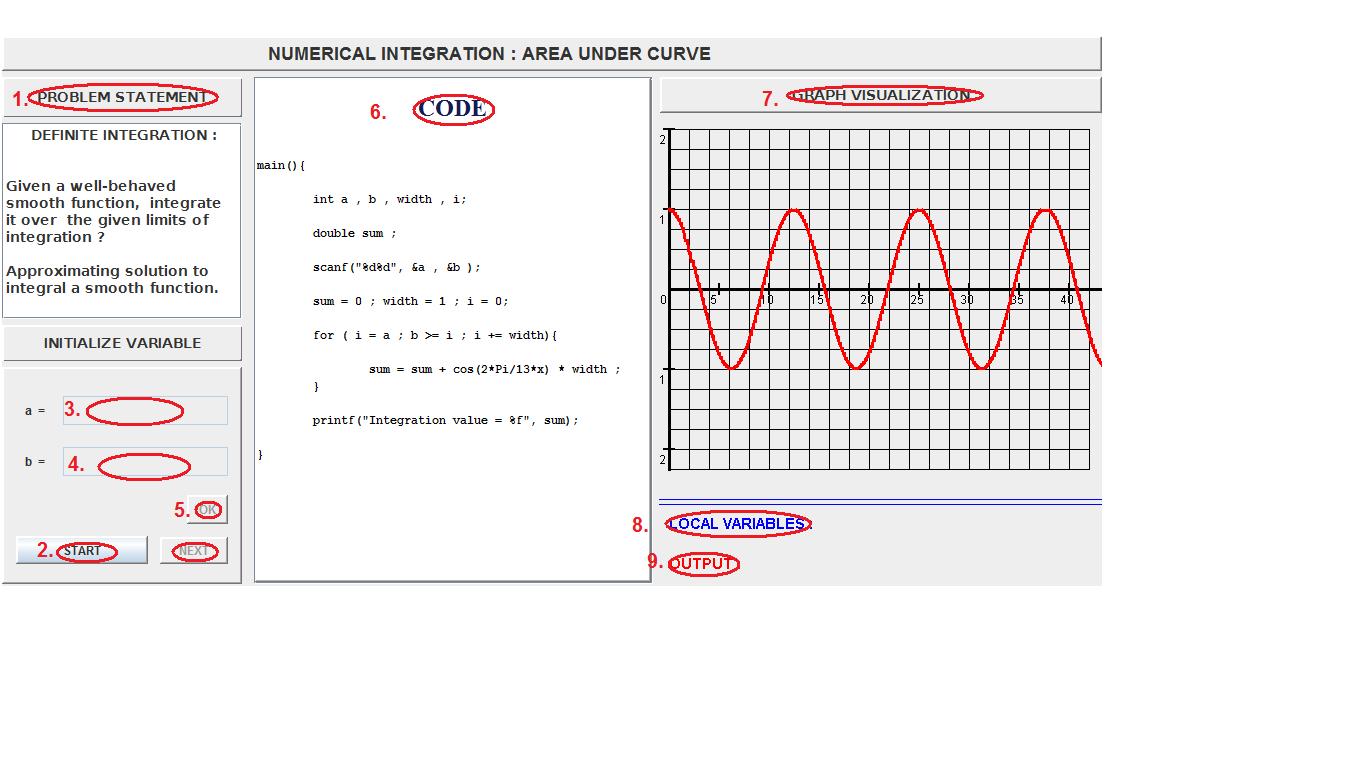 NUMERICAL INTEGRATION : AREA UNDER CURVE
1. PROBLEM STATEMENT
DEFINITE INTEGRATION :
Given a well-behaved
smooth function, integrate
it over the given limits of
integration ?
Approximating solution to
integral a smooth function.
INITIALIZE VARIABLE
a = 3.
b = 4.
5. OK
2. START NEXT
6. CODE
main(){
int a , b , width , i;
double sum ;
scanf("%d%d", &a , &b );
sum = 0 ; width = 1 ; i = 0;
for ( i = a ; b >= i ; i += width){
sum = sum + cos(2*Pi/13*x) * width ;
}
printf("Integration value = %f", sum);
}
7. GRAPH VISUALIZATION
2
1
0 5 10 15 20 25 30 35 40
1
2
8. LOCAL VARIABLES
9. OUTPUT